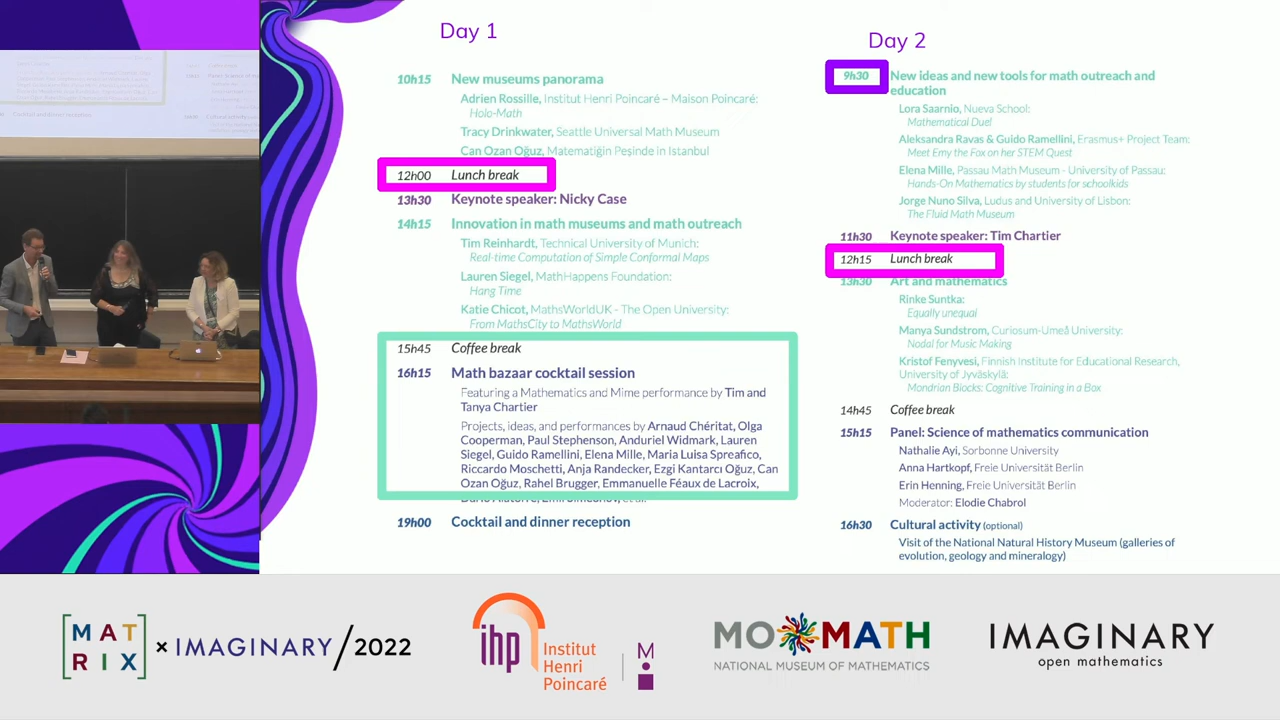 Day 1
10h15 New museums panorama
Adrien Rossille, Institut Henri Poincaré – Maison Poincaré:
Holo-Math
Tracy Drinkwater, Seattle Universal Math Museum
Can Ozan Oğuz, Matematiğin Peşinde in Istanbul
12h00 Lunch break
13h30 Keynote speaker: Nicky Case
14h15 Innovation in math museums and math outreach
Tim Reinhardt, Technical University of Munich:
Real-time Computation of Simple Conformal Maps
Lauren Siegel, MathHappens Foundation:
Hang Time
Katie Chicot, MathsWorldUK - The Open University:
From MathsCity to MathsWorld
15h45 Coffee break
16h15 Math bazaar cocktail session
Featuring a Mathematics and Mime performance by Tim and
Tanya Chartier
Projects, ideas, and performances by Arnaud Chéritat, Olga
Cooperman, Paul Stephenson, Anduriel Widmark, Lauren
Siegel, Guido Ramellini, Elena Mille, Maria Luisa Spreafico,
Riccardo Moschetti, Anja Randecker, Ezgi Kantarcı Oğuz, Can
Ozan Oğuz, Rahel Brugger, Emmanuelle Féaux de Lacroix,
19h00 Cocktail and dinner reception
Day 2
9h30 New ideas and new tools for math outreach and
education
Lora Saarnio, Nueva School:
Mathematical Duel
Aleksandra Ravas & Guido Ramellini, Erasmus+ Project Team:
Meet Emy the Fox on her STEM Quest
Elena Mille, Passau Math Museum - University of Passau:
Hands-On Mathematics by students for schoolkids
Jorge Nuno Silva, Ludus and University of Lisbon:
The Fluid Math Museum
11h30 Keynote speaker: Tim Chartier
12h15 Lunch break
13h30 Art and mathematics
Rinke Suntka:
Equally unequal
Manya Sundstrom, Curiosum-Umeå University:
Nodal for Music Making
Kristof Fenyvesi, Finnish Institute for Educational Research,
University of Jyväskylä:
Mondrian Blocks: Cognitive Training in a Box
14h45 Coffee break
15h15 Panel: Science of mathematics communication
Nathalie Ayi, Sorbonne University
Anna Hartkopf, Freie Universität Berlin
Erin Henning, Freie Universität Berlin
Moderator: Elodie Chabrol
16h30 Cultural activity (optional)
Visit of the National Natural History Museum (galleries of
evolution, geology and mineralogy)
MAT
RIX × IMAGINARY/2022
ihp Institut
Henri
Poincaré
M
MOMATH
NATIONAL MUSEUM OF MATHEMATICS
IMAGINARY
open mathematics